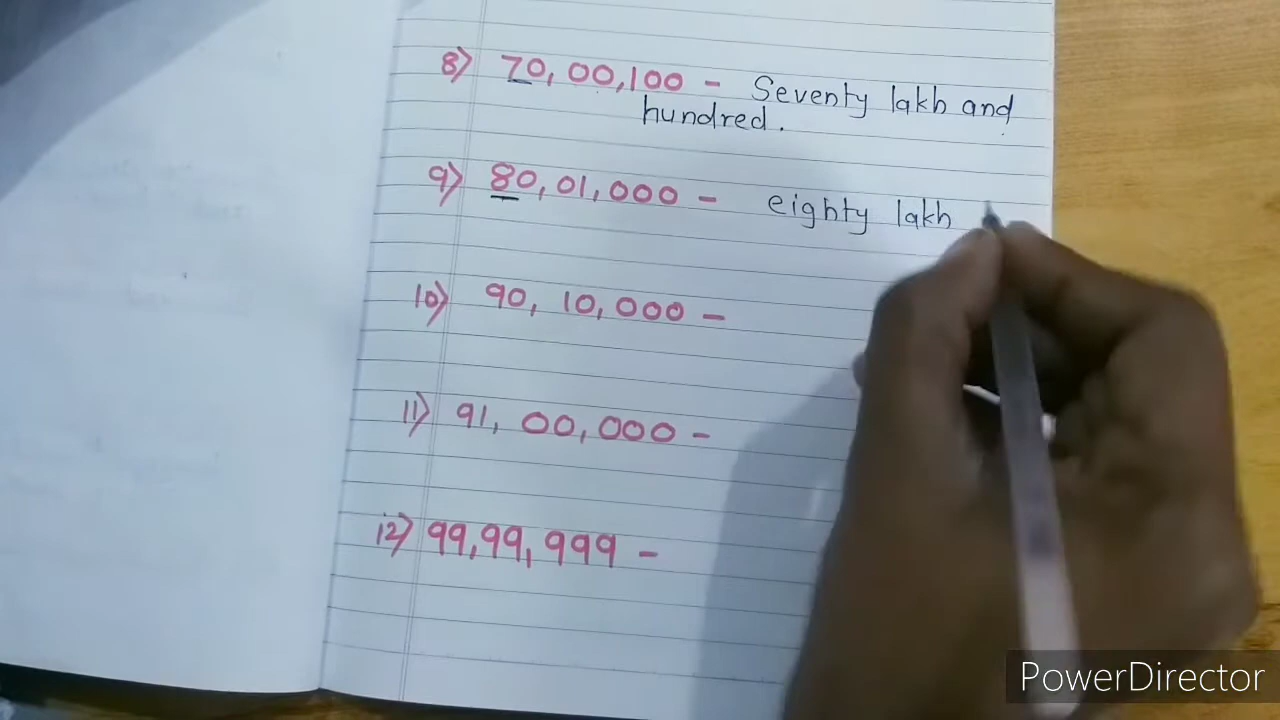 8) 70,00,100 - Seventy lakh and
hundred.
9) 80,01,000 - eighty lakh
10) 90,10,000 -
11) 91,00,000 -
12) 99,99,999 -
PowerDirector